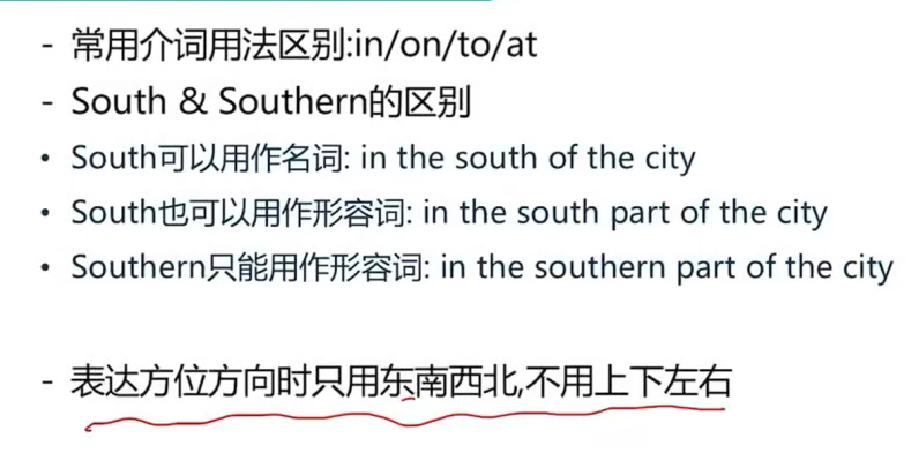 - 常用介词用法区别:in/on/to/at
- South & Southern的区别
• South可以用作名词: in the south of the city
• South也可以用作形容词: in the south part of the city
• Southern只能用作形容词: in the southern part of the city
- 表达方位方向时只用东南西北,不用上下左右